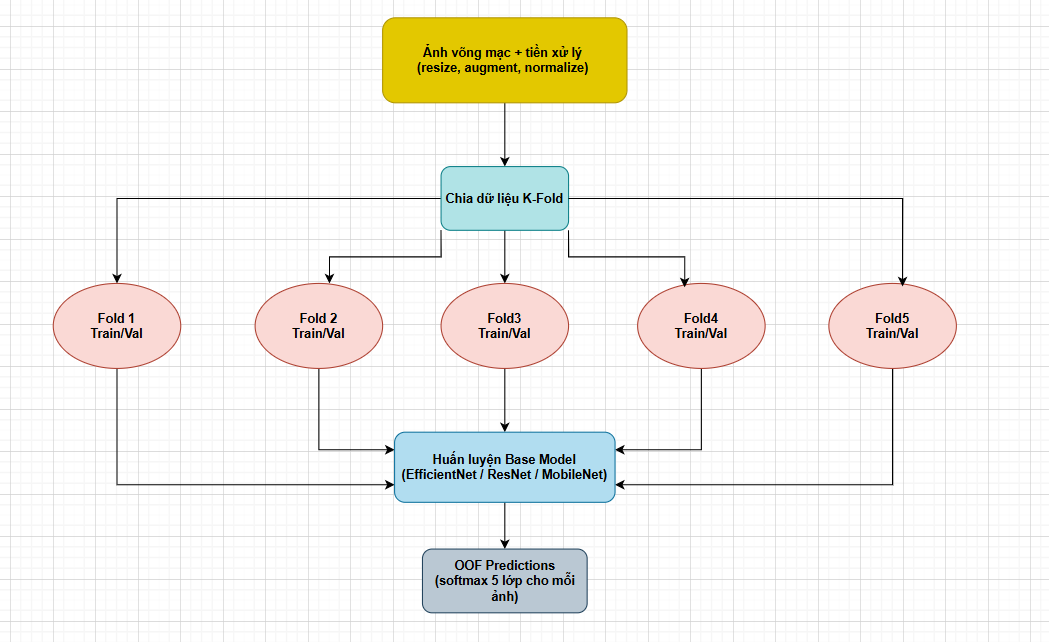 Ảnh võng mạc + tiền xử lý
(resize, augment, normalize)
Chia dữ liệu K-Fold
Fold 1
Train/Val
Fold 2
Train/Val
Fold3
Train/Val
Fold4
Train/Val
Fold5
Train/Val
Huấn luyện Base Model
(EfficientNet / ResNet / MobileNet)
OOF Predictions
(softmax 5 lớp cho mỗi
ảnh)